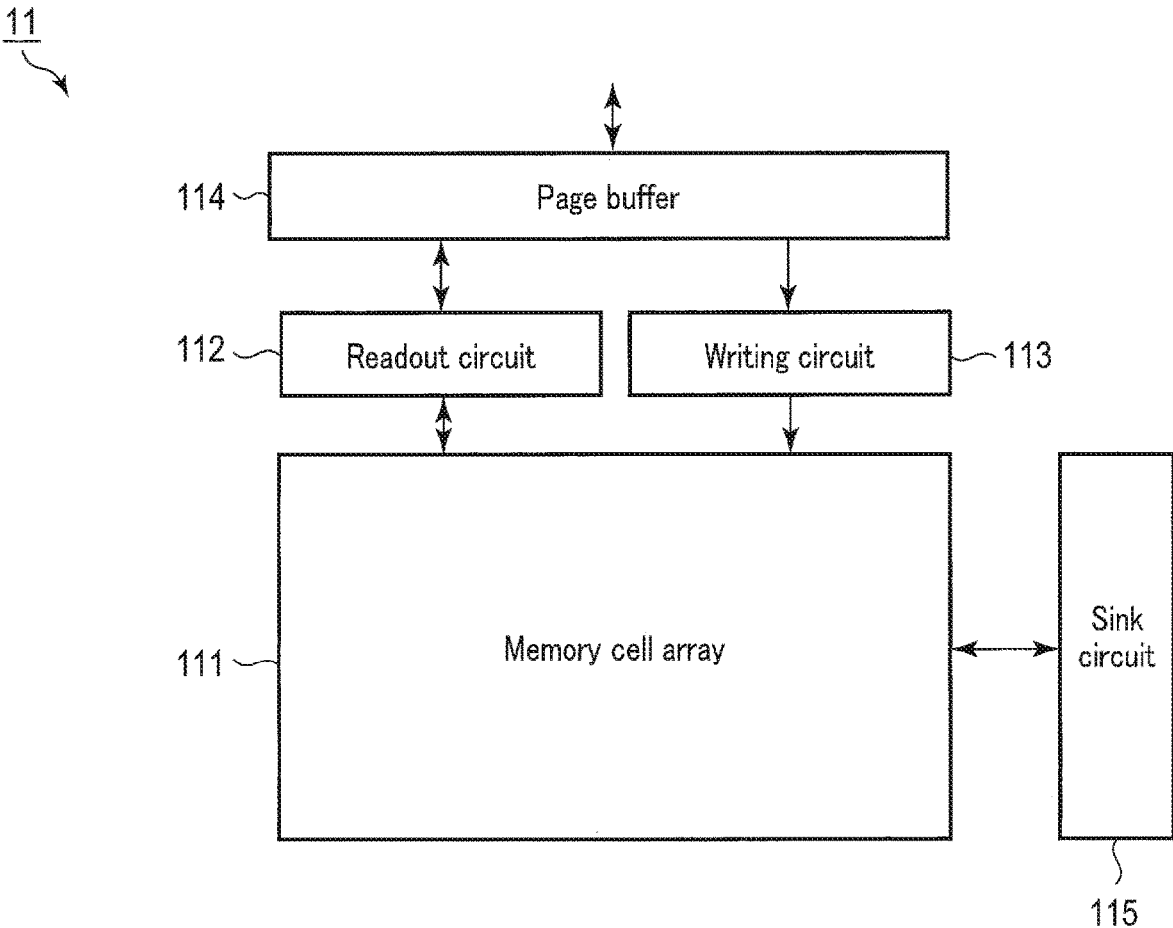 11
114
Page buffer
112
Readout circuit
Writing circuit
113
111
Memory cell array
Sink
circuit
115